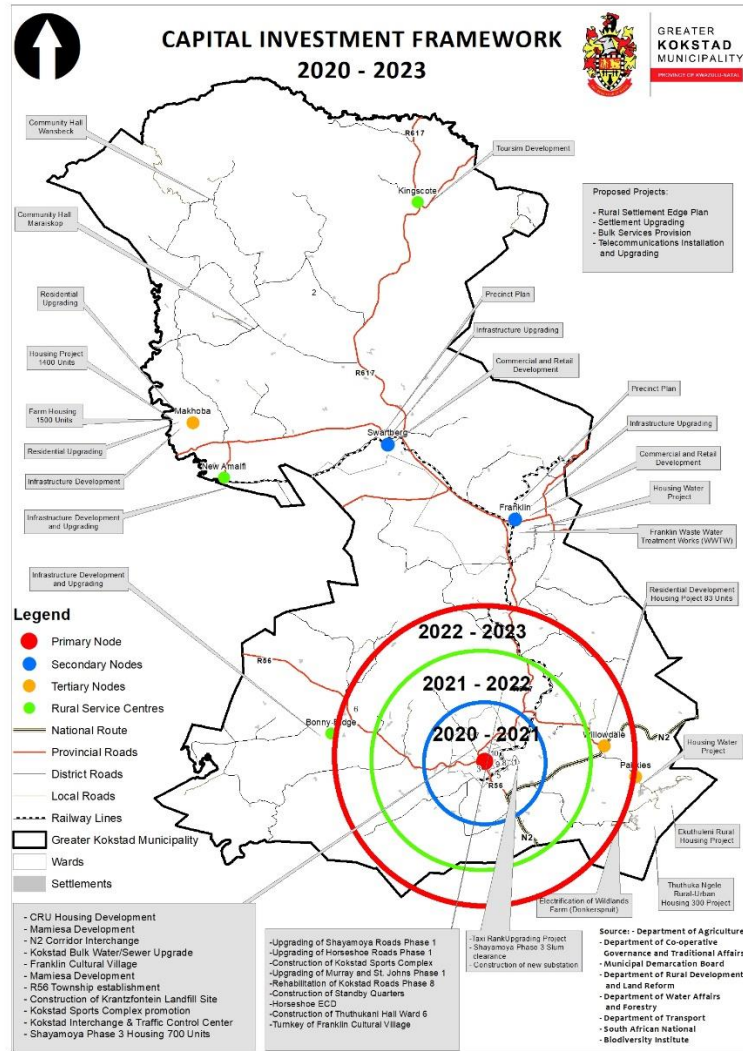 CAPITAL INVESTMENT FRAMEWORK
2020 - 2023
GREATER
KOKSTAD
MUNICIPALITY
PROVINCE OF KWAZULU-NATAL
Community Hall
Wansbeck
R617
Toursim Development
Kingscote
Proposed Projects:
- Rural Settlement Edge Plan
- Settlement Upgrading
- Bulk Services Provision
- Telecommunications Installation
and Upgrading
Community Hall
Maraiskop
2
Residential
Upgrading
Precinct Plan
Infrastructure Upgrading
Housing Project
1400 Units
R617
Commercial and Retail
Development
Precinct Plan
Farm Housing
1500 Units
Makhoba
Swartberg
Infrastructure Upgrading
Residential Upgrading
New Amalfi
Commercial and Retail
Development
Infrastructure Development
Housing Water
Project
Infrastructure Development
and Upgrading
Franklin
Franklin Waste Water
Treatment Works (WWTW)
Infrastructure Development
and Upgrading
Residential Development
Housing Poject 83 Units
Legend
Primary Node
Secondary Nodes
Tertiary Nodes
Rural Service Centres
National Route
Provincial Roads
District Roads
Local Roads
Railway Lines
Greater Kokstad Municipality
Wards
Settlements
2022 - 2023
2021 - 2022
2020 - 2021
R56
6
Willowdale
N2
Housing Water
Project
R56
N2
Ekuthuleni Rural
Housing Project
Thuthuka Ngele
Rural-Urban
Housing 300 Project
Electrification of Wildlands
Farm (Donkerspruit)
- CRU Housing Development
- Mamiesa Development
- N2 Corridor Interchange
- Kokstad Bulk Water/Sewer Upgrade
- Franklin Cultural Village
- Mamiesa Development
- R56 Township establishment
- Construction of Krantzfontein Landfill Site
- Kokstad Sports Complex promotion
- Kokstad Interchange & Traffic Control Center
- Shayamoya Phase 3 Housing 700 Units
-Upgrading of Shayamoya Roads Phase 1
-Upgrading of Horseshoe Roads Phase 1
-Construction of Kokstad Sports Complex
-Upgrading of Murray and St. Johns Phase 1
-Rehabilitation of Kokstad Roads Phase 8
-Construction of Standby Quarters
-Horseshoe ECD
-Construction of Thuthukani Hall Ward 6
-Turnkey of Franklin Cultural Village
-Taxi RankUpgrading Project
- Shayamoya Phase 3 Slum
clearance
- Construction of new substation
Source: - Department of Agriculture
- Department of Co-operative
Governance and Traditional Affairs
- Municipal Demarcation Board
- Department of Rural Development
and Land Reform
- Department of Water Affairs
and Forestry
- Department of Transport
- South African National
- Biodiversity Institute